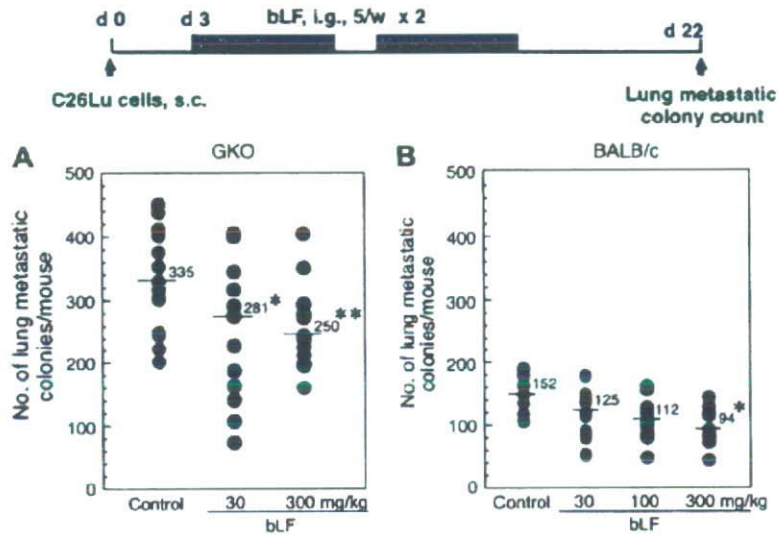 d 0 d 3 bLF, i.g., 5/w x 2 d 22
C26Lu cells, s.c.
Lung metastatic
colony count
A GKO
No. of lung metastatic
colonies/mouse
500
400
300
200
100
0
335
281 *
250 **
Control 30 300 mg/kg
bLF
B BALB/c
No. of lung metastatic
colonies/mouse
500
400
300
200
100
0
152
125
112
94 *
Control 30 100 300 mg/kg
bLF